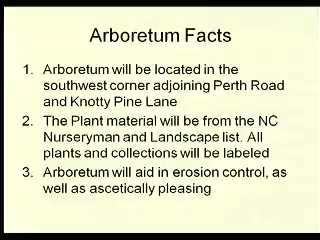 Arboretum Facts
1. Arboretum will be located in the
southwest corner adjoining Perth Road
and Knotty Pine Lane
2. The Plant material will be from the NC
Nurseryman and Landscape list. All
plants and collections will be labeled
3. Arboretum will aid in erosion control, as
well as ascetically pleasing